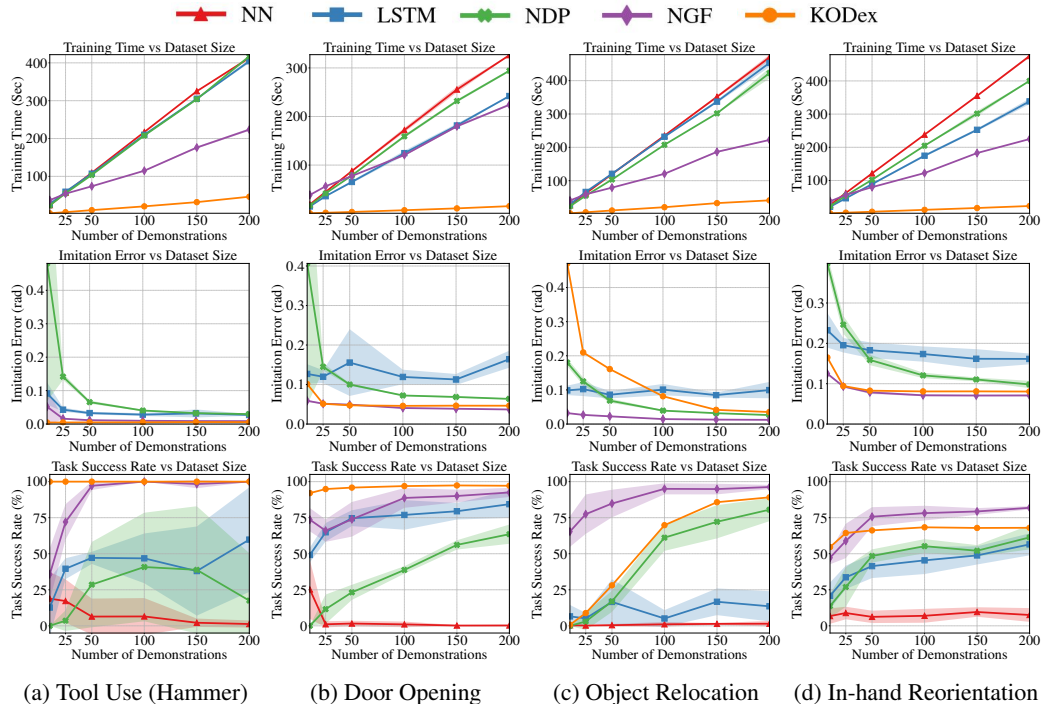 NN LSTM NDP NGF KODex
Training Time vs Dataset Size Training Time vs Dataset Size Training Time vs Dataset Size Training Time vs Dataset Size
Training Time (Sec) Training Time (Sec) Training Time (Sec) Training Time (Sec)
400 300 200 100
300 200 100
400 300 200 100
400 300 200 100
25 50 100 150 200 25 50 100 150 200 25 50 100 150 200 25 50 100 150 200
Number of Demonstrations Number of Demonstrations Number of Demonstrations Number of Demonstrations
Imitation Error vs Dataset Size Imitation Error vs Dataset Size Imitation Error vs Dataset Size Imitation Error vs Dataset Size
Imitation Error (rad) Imitation Error (rad) Imitation Error (rad) Imitation Error (rad)
0.4 0.3 0.2 0.1 0.0
0.4 0.3 0.2 0.1 0.0
0.4 0.3 0.2 0.1 0.0
0.3 0.2 0.1 0.0
25 50 100 150 200 25 50 100 150 200 25 50 100 150 200 25 50 100 150 200
Number of Demonstrations Number of Demonstrations Number of Demonstrations Number of Demonstrations
Task Success Rate vs Dataset Size Task Success Rate vs Dataset Size Task Success Rate vs Dataset Size Task Success Rate vs Dataset Size
Task Success Rate (%) Task Success Rate (%) Task Success Rate (%) Task Success Rate (%)
100 75 50 25 0
100 75 50 25 0
100 75 50 25 0
100 75 50 25 0
25 50 100 150 200 25 50 100 150 200 25 50 100 150 200 25 50 100 150 200
Number of Demonstrations Number of Demonstrations Number of Demonstrations Number of Demonstrations
(a) Tool Use (Hammer) (b) Door Opening (c) Object Relocation (d) In-hand Reorientation